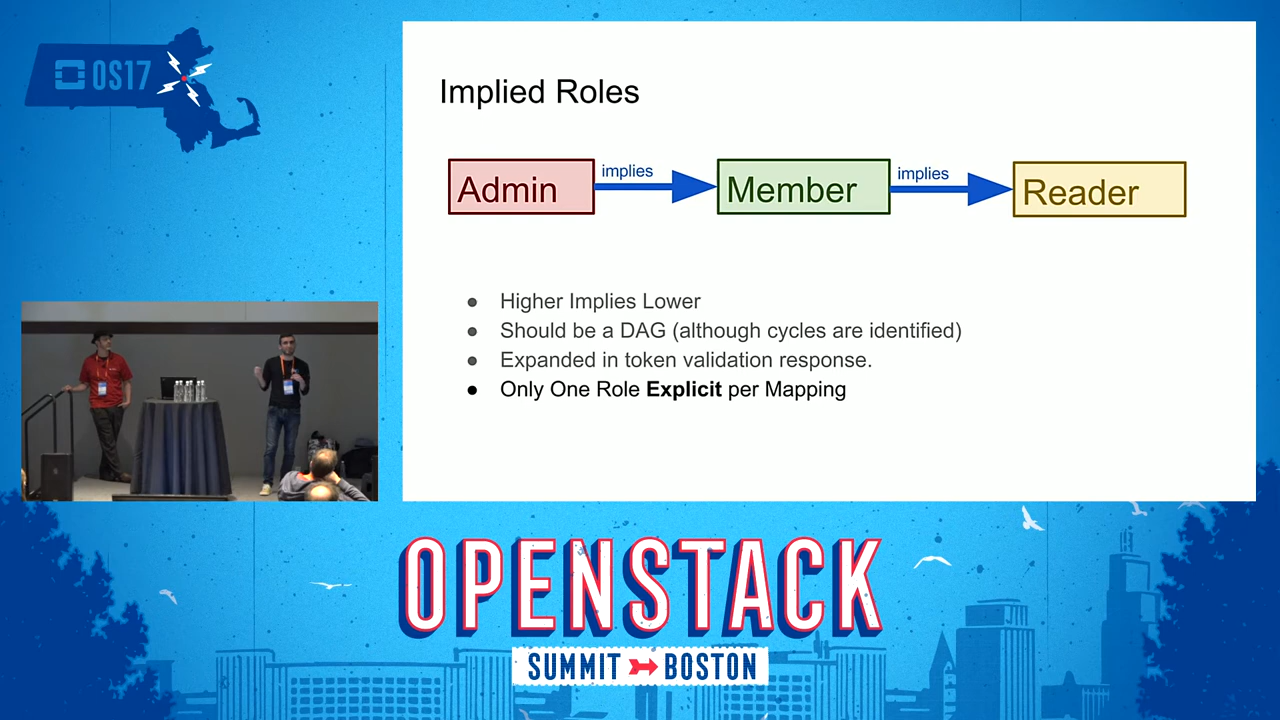 OS17
Implied Roles
Admin
implies
Member
implies
Reader
● Higher Implies Lower
● Should be a DAG (although cycles are identified)
● Expanded in token validation response.
● Only One Role Explicit per Mapping
OPENSTACK
SUMMIT BOSTON